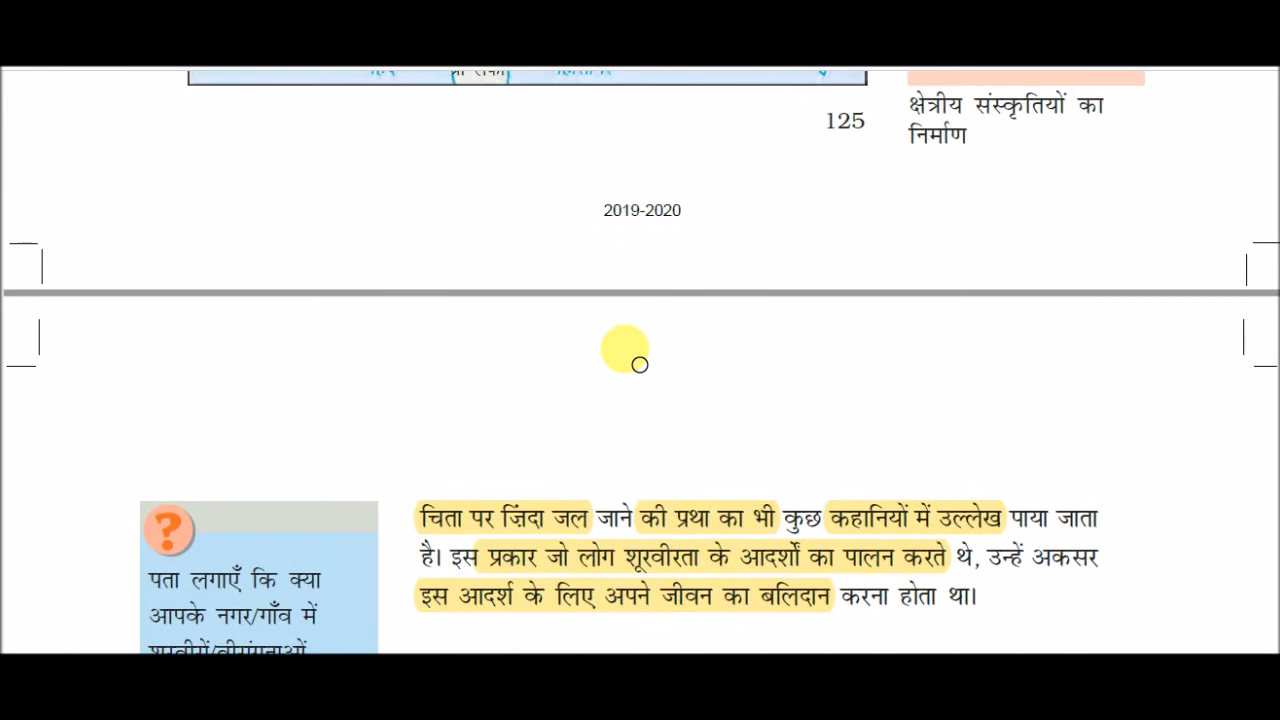 125
क्षेत्रीय संस्कृतियों का
निर्माण
2019-2020
?
पता लगाएँ कि क्या
आपके नगर/गाँव में
चिता पर ज़िंदा जल जाने की प्रथा का भी कुछ कहानियों में उल्लेख पाया जाता
है। इस प्रकार जो लोग शूरवीरता के आदर्शों का पालन करते थे, उन्हें अकसर
इस आदर्श के लिए अपने जीवन का बलिदान करना होता था।